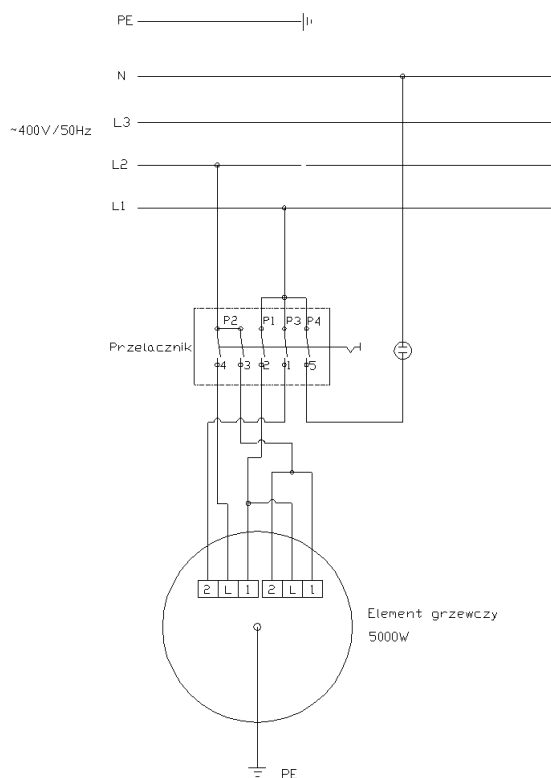 PE
N
L3
~400V/50Hz
L2
L1
P2 P1 P3 P4
Przelacznik
4 3 2 1 5
2 L 1 2 L 1
Element grzewczy
5000W
PE